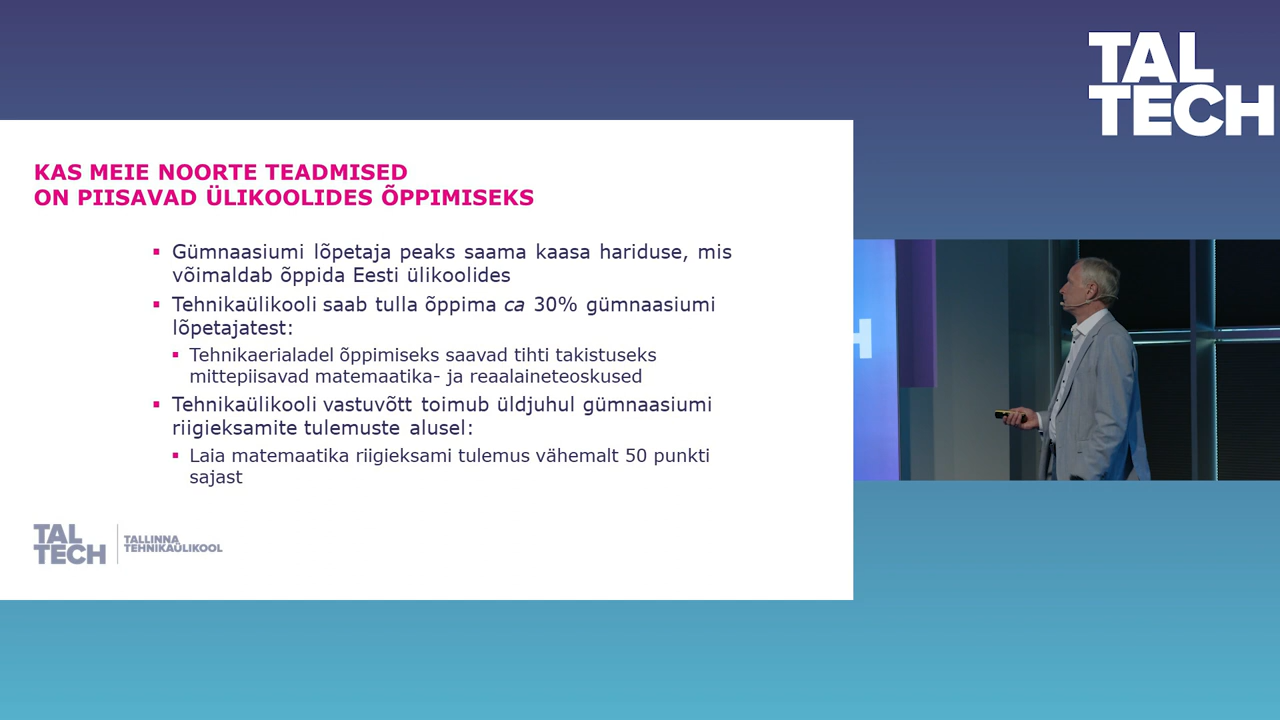 TAL
TECH
KAS MEIE NOORTE TEADMISED
ON PIISAVAD ÜLIKOOLIDES ÕPPIMISEKS
Gümnaasiumi lõpetaja peaks saama kaasa hariduse, mis
võimaldab õppida Eesti ülikoolides
Tehnikaülikooli saab tulla õppima ca 30% gümnaasiumi
lõpetajatest:
Tehnikaerialadel õppimiseks saavad tihti takistuseks
mittepiisavad matemaatika- ja reaalaineteoskused
Tehnikaülikooli vastuvõtt toimub üldjuhul gümnaasiumi
riigieksamite tulemuste alusel:
Laia matemaatika riigieksami tulemus vähemalt 50 punkti
sajast
TAL
TECH
TALLINNA
TEHNIKAÜLIKOOL
H